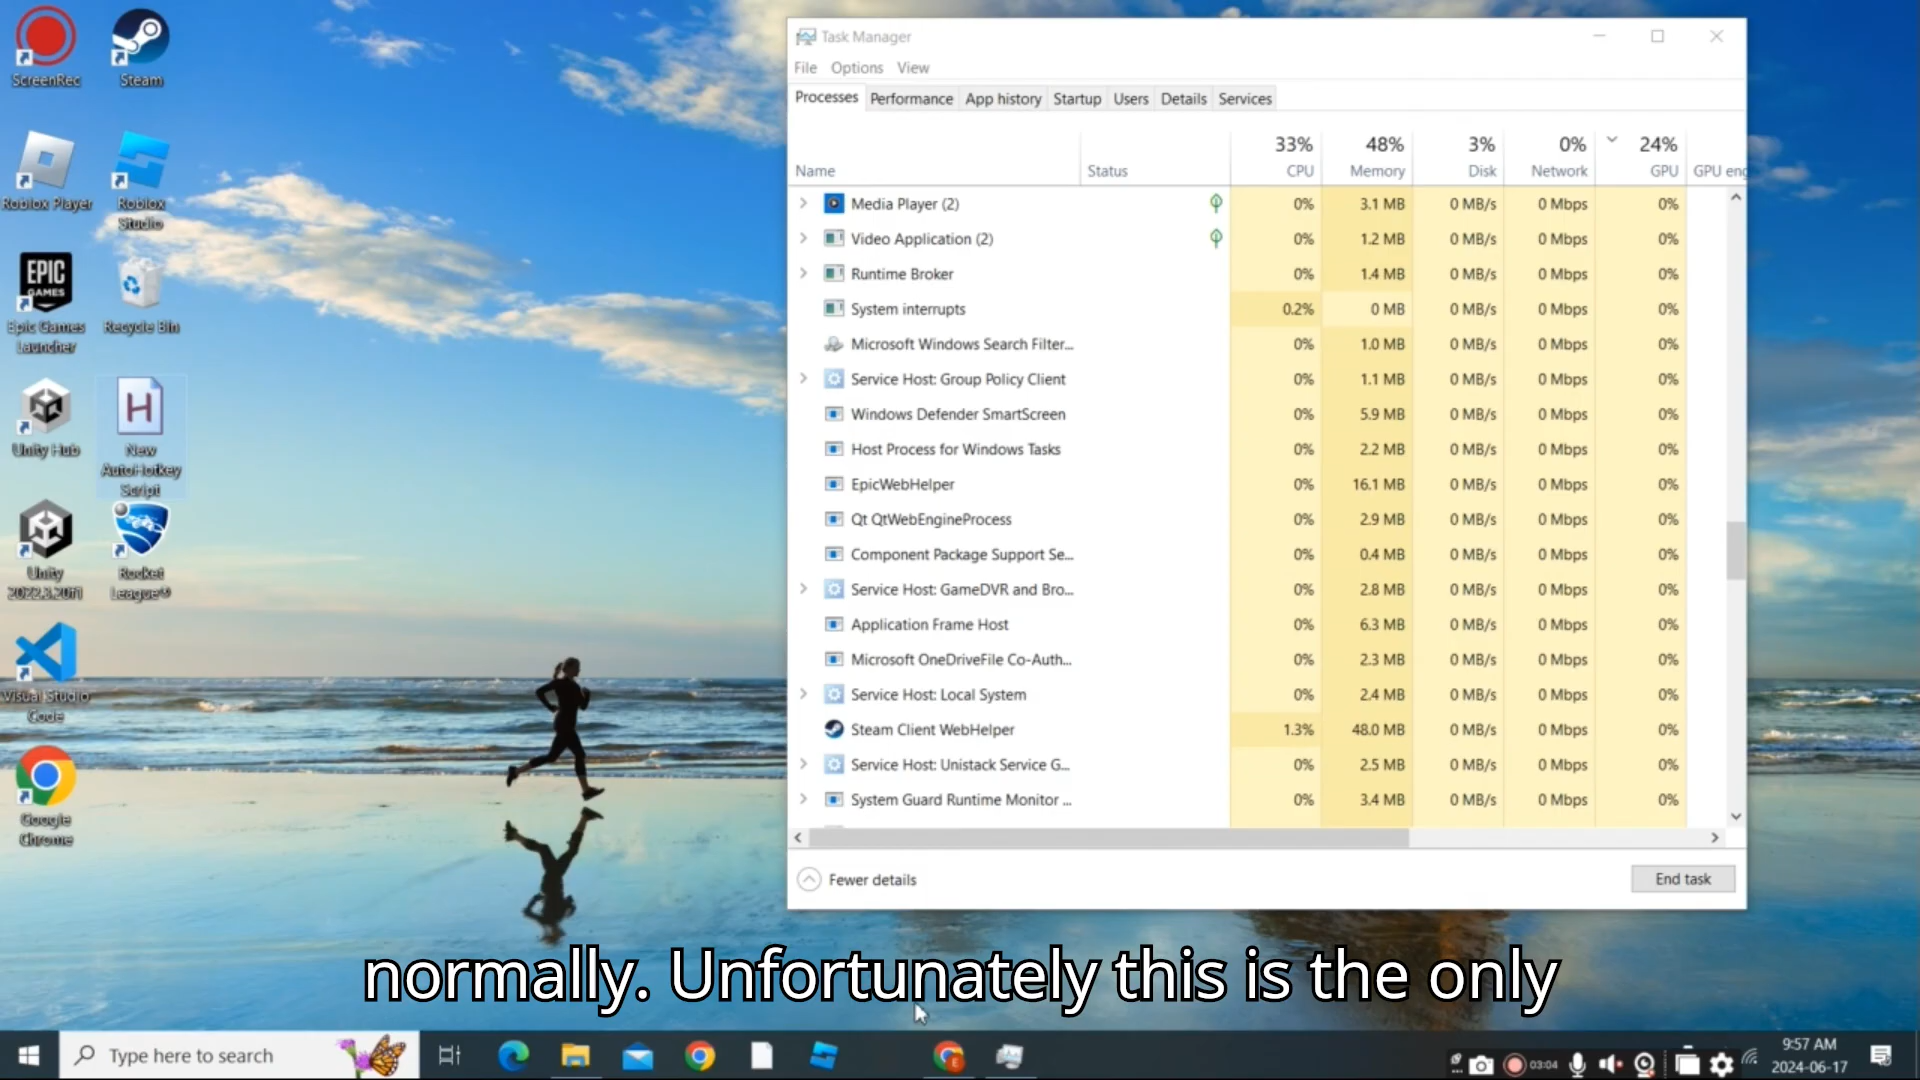 ScreenRec
Steam
Roblox Player
Roblox
Studio
EPIC
GAMES
Epic Games
Launcher
Recycle Bin
Unity Hub
H
New
AutoHotkey
Script
Unity
2022.3.20f1
Rocket
League®
Visual Studio
Code
Google
Chrome
Task Manager
File Options View
Processes Performance App history Startup Users Details Services
33% 48% 3% 0% 24%
Name Status CPU Memory Disk Network GPU GPU eng
Media Player (2) 0% 3.1 MB 0 MB/s 0 Mbps 0%
Video Application (2) 0% 1.2 MB 0 MB/s 0 Mbps 0%
Runtime Broker 0% 1.4 MB 0 MB/s 0 Mbps 0%
System interrupts 0.2% 0 MB 0 MB/s 0 Mbps 0%
Microsoft Windows Search Filter... 0% 1.0 MB 0 MB/s 0 Mbps 0%
Service Host: Group Policy Client 0% 1.1 MB 0 MB/s 0 Mbps 0%
Windows Defender SmartScreen 0% 5.9 MB 0 MB/s 0 Mbps 0%
Host Process for Windows Tasks 0% 2.2 MB 0 MB/s 0 Mbps 0%
EpicWebHelper 0% 16.1 MB 0 MB/s 0 Mbps 0%
Qt QtWebEngineProcess 0% 2.9 MB 0 MB/s 0 Mbps 0%
Component Package Support Se... 0% 0.4 MB 0 MB/s 0 Mbps 0%
Service Host: GameDVR and Bro... 0% 2.8 MB 0 MB/s 0 Mbps 0%
Application Frame Host 0% 6.3 MB 0 MB/s 0 Mbps 0%
Microsoft OneDriveFile Co-Auth... 0% 2.3 MB 0 MB/s 0 Mbps 0%
Service Host: Local System 0% 2.4 MB 0 MB/s 0 Mbps 0%
Steam Client WebHelper 1.3% 48.0 MB 0 MB/s 0 Mbps 0%
Service Host: Unistack Service G... 0% 2.5 MB 0 MB/s 0 Mbps 0%
System Guard Runtime Monitor ... 0% 3.4 MB 0 MB/s 0 Mbps 0%
Fewer details End task
normally. Unfortunately this is the only
Type here to search
03:04
9:57 AM
2024-06-17